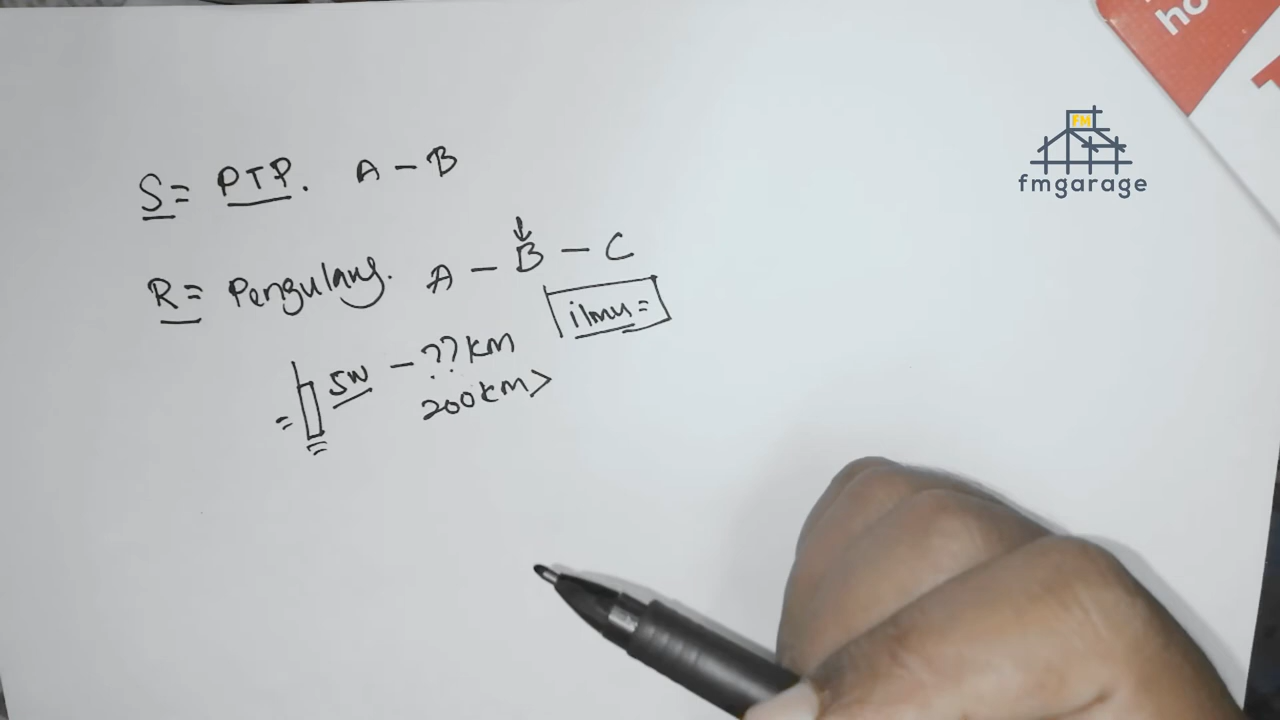 S = PTP. A - B
R = Pengulang. A - B - C
ilmu =
= 5W - ??km
200km>
FM
fmgarage
ho